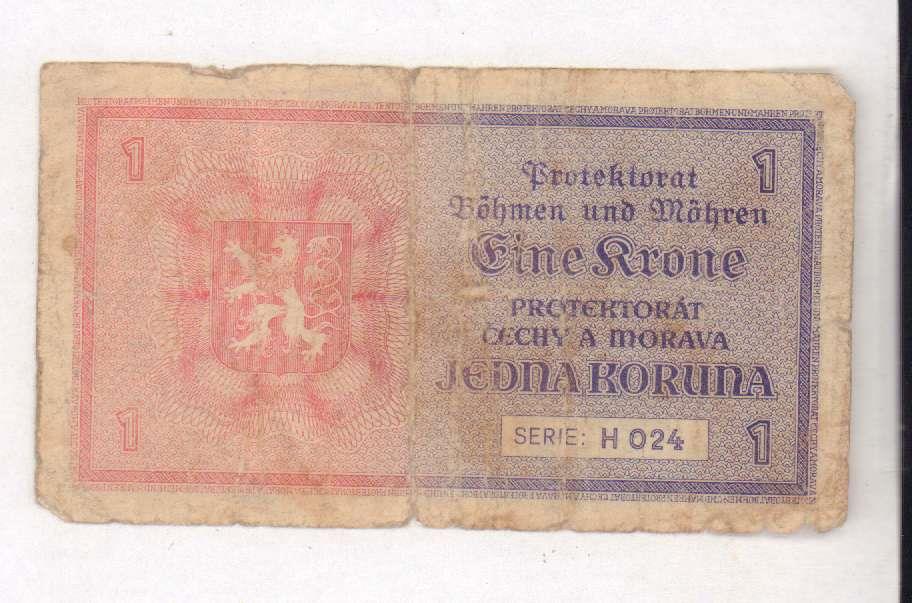 1
1
Protektorat
Böhmen und Mähren
Eine Krone
PROTEKTORÁT
ČECHY A MORAVA
JEDNA KORUNA
SERIE: H 024
1
1